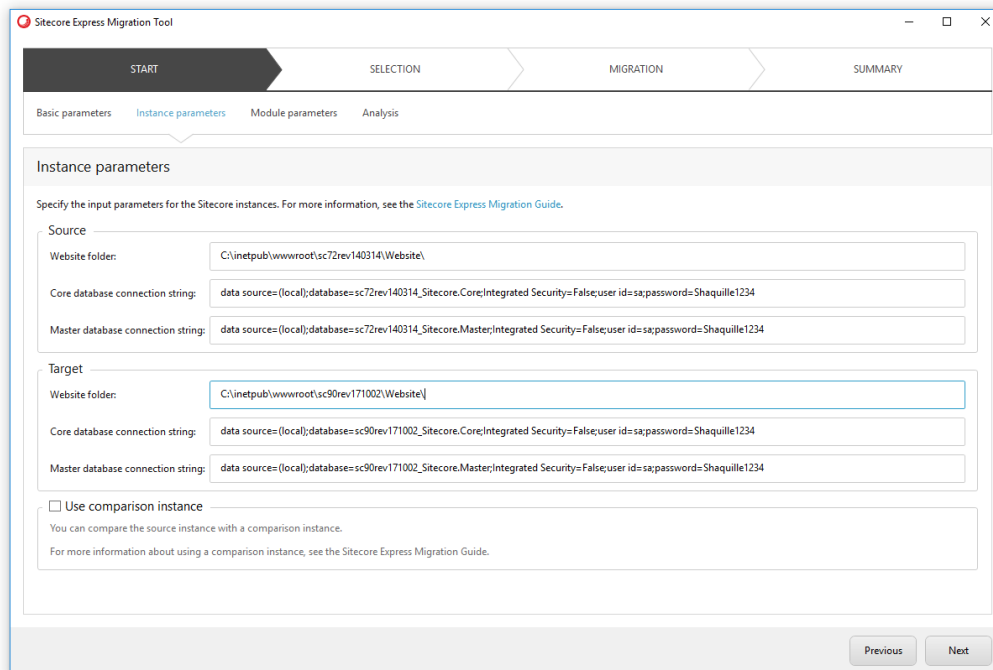 Sitecore Express Migration Tool
START
SELECTION
MIGRATION
SUMMARY
Basic parameters
Instance parameters
Module parameters
Analysis
Instance parameters
Specify the input parameters for the Sitecore instances. For more information, see the Sitecore Express Migration Guide.
Source
Website folder:
C:\inetpub\wwwroot\sc72rev140314\Website\
Core database connection string:
data source=(local);database=sc72rev140314_Sitecore.Core;Integrated Security=False;user id=sa;password=Shaquille1234
Master database connection string:
data source=(local);database=sc72rev140314_Sitecore.Master;Integrated Security=False;user id=sa;password=Shaquille1234
Target
Website folder:
C:\inetpub\wwwroot\sc90rev171002\Website\
Core database connection string:
data source=(local);database=sc90rev171002_Sitecore.Core;Integrated Security=False;user id=sa;password=Shaquille1234
Master database connection string:
data source=(local);database=sc90rev171002_Sitecore.Master;Integrated Security=False;user id=sa;password=Shaquille1234
Use comparison instance
You can compare the source instance with a comparison instance.
For more information about using a comparison instance, see the Sitecore Express Migration Guide.
Previous
Next